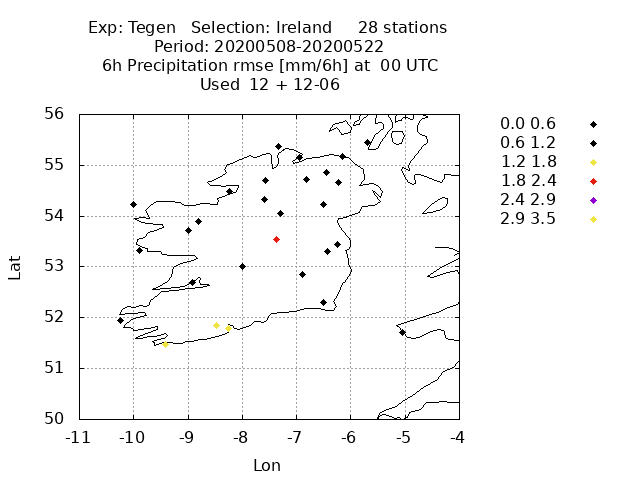 Exp: Tegen   Selection: Ireland     28 stations
Period: 20200508-20200522
6h Precipitation rmse [mm/6h] at  00 UTC
Used  12 + 12-06
0.0 0.6
0.6 1.2
1.2 1.8
1.8 2.4
2.4 2.9
2.9 3.5
56
55
54
53
52
51
50
Lat
-11 -10 -9 -8 -7 -6 -5 -4
Lon